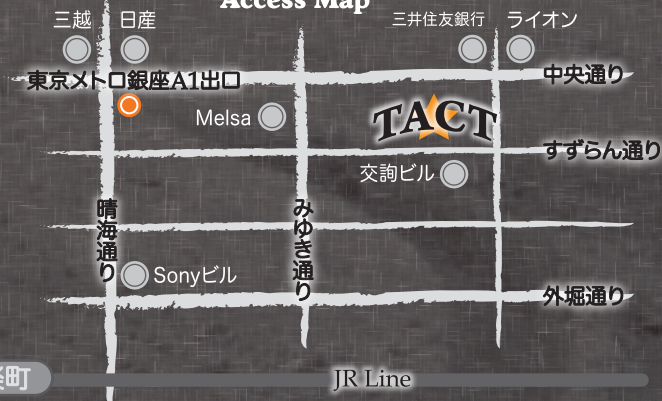 Access Map
三越
日産
三井住友銀行
ライオン
東京メトロ銀座A1出口
中央通り
Melsa
TACT
すずらん通り
交詢ビル
晴海通り
みゆき通り
Sonyビル
外堀通り
町
JR Line